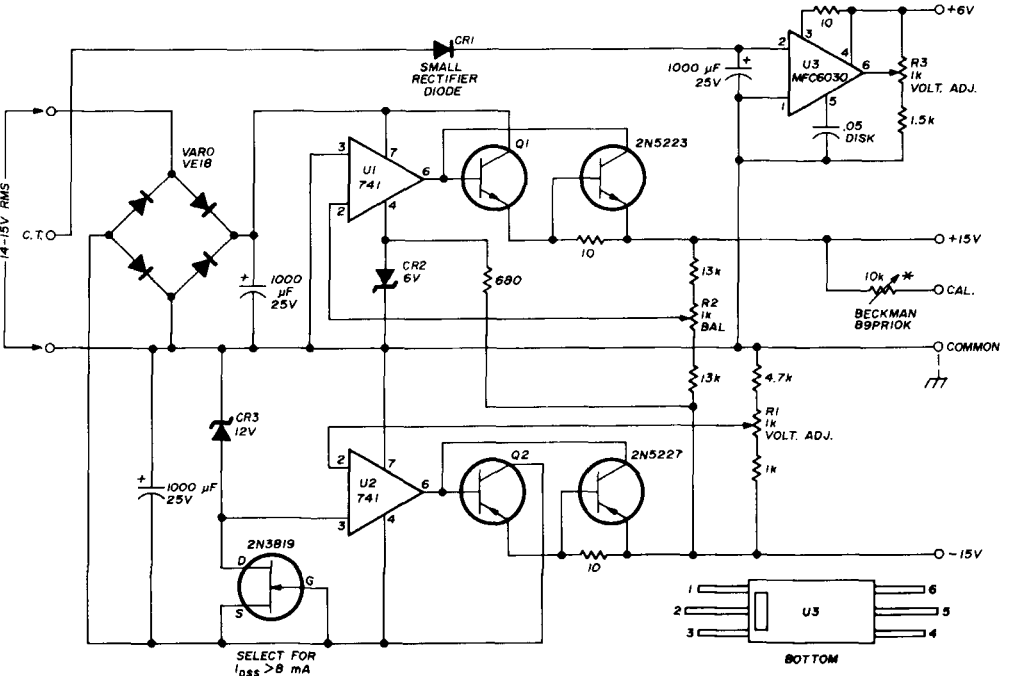 +6V
10
3
2
4
U3
MFC6030
6
1
5
R3
1k
VOLT. ADJ.
1.5k
.05
DISK
1000 µF
25V
+
CR1
SMALL
RECTIFIER
DIODE
14-15V RMS
C.T.
VARO
VE18
+
1000
µF
25V
3
7
U1
741
6
2
4
Q1
2N5223
10
+15V
CR2
6V
680
13k
R2
1k
BAL
13k
10k
*
CAL.
BECKMAN
89PR10K
COMMON
4.7k
R1
1k
VOLT. ADJ.
1k
CR3
12V
+
1000 µF
25V
2
7
U2
741
6
3
4
Q2
2N5227
10
-15V
2N3819
D
G
S
SELECT FOR
IDSS >8 mA
1
2
3
U3
6
5
4
BOTTOM